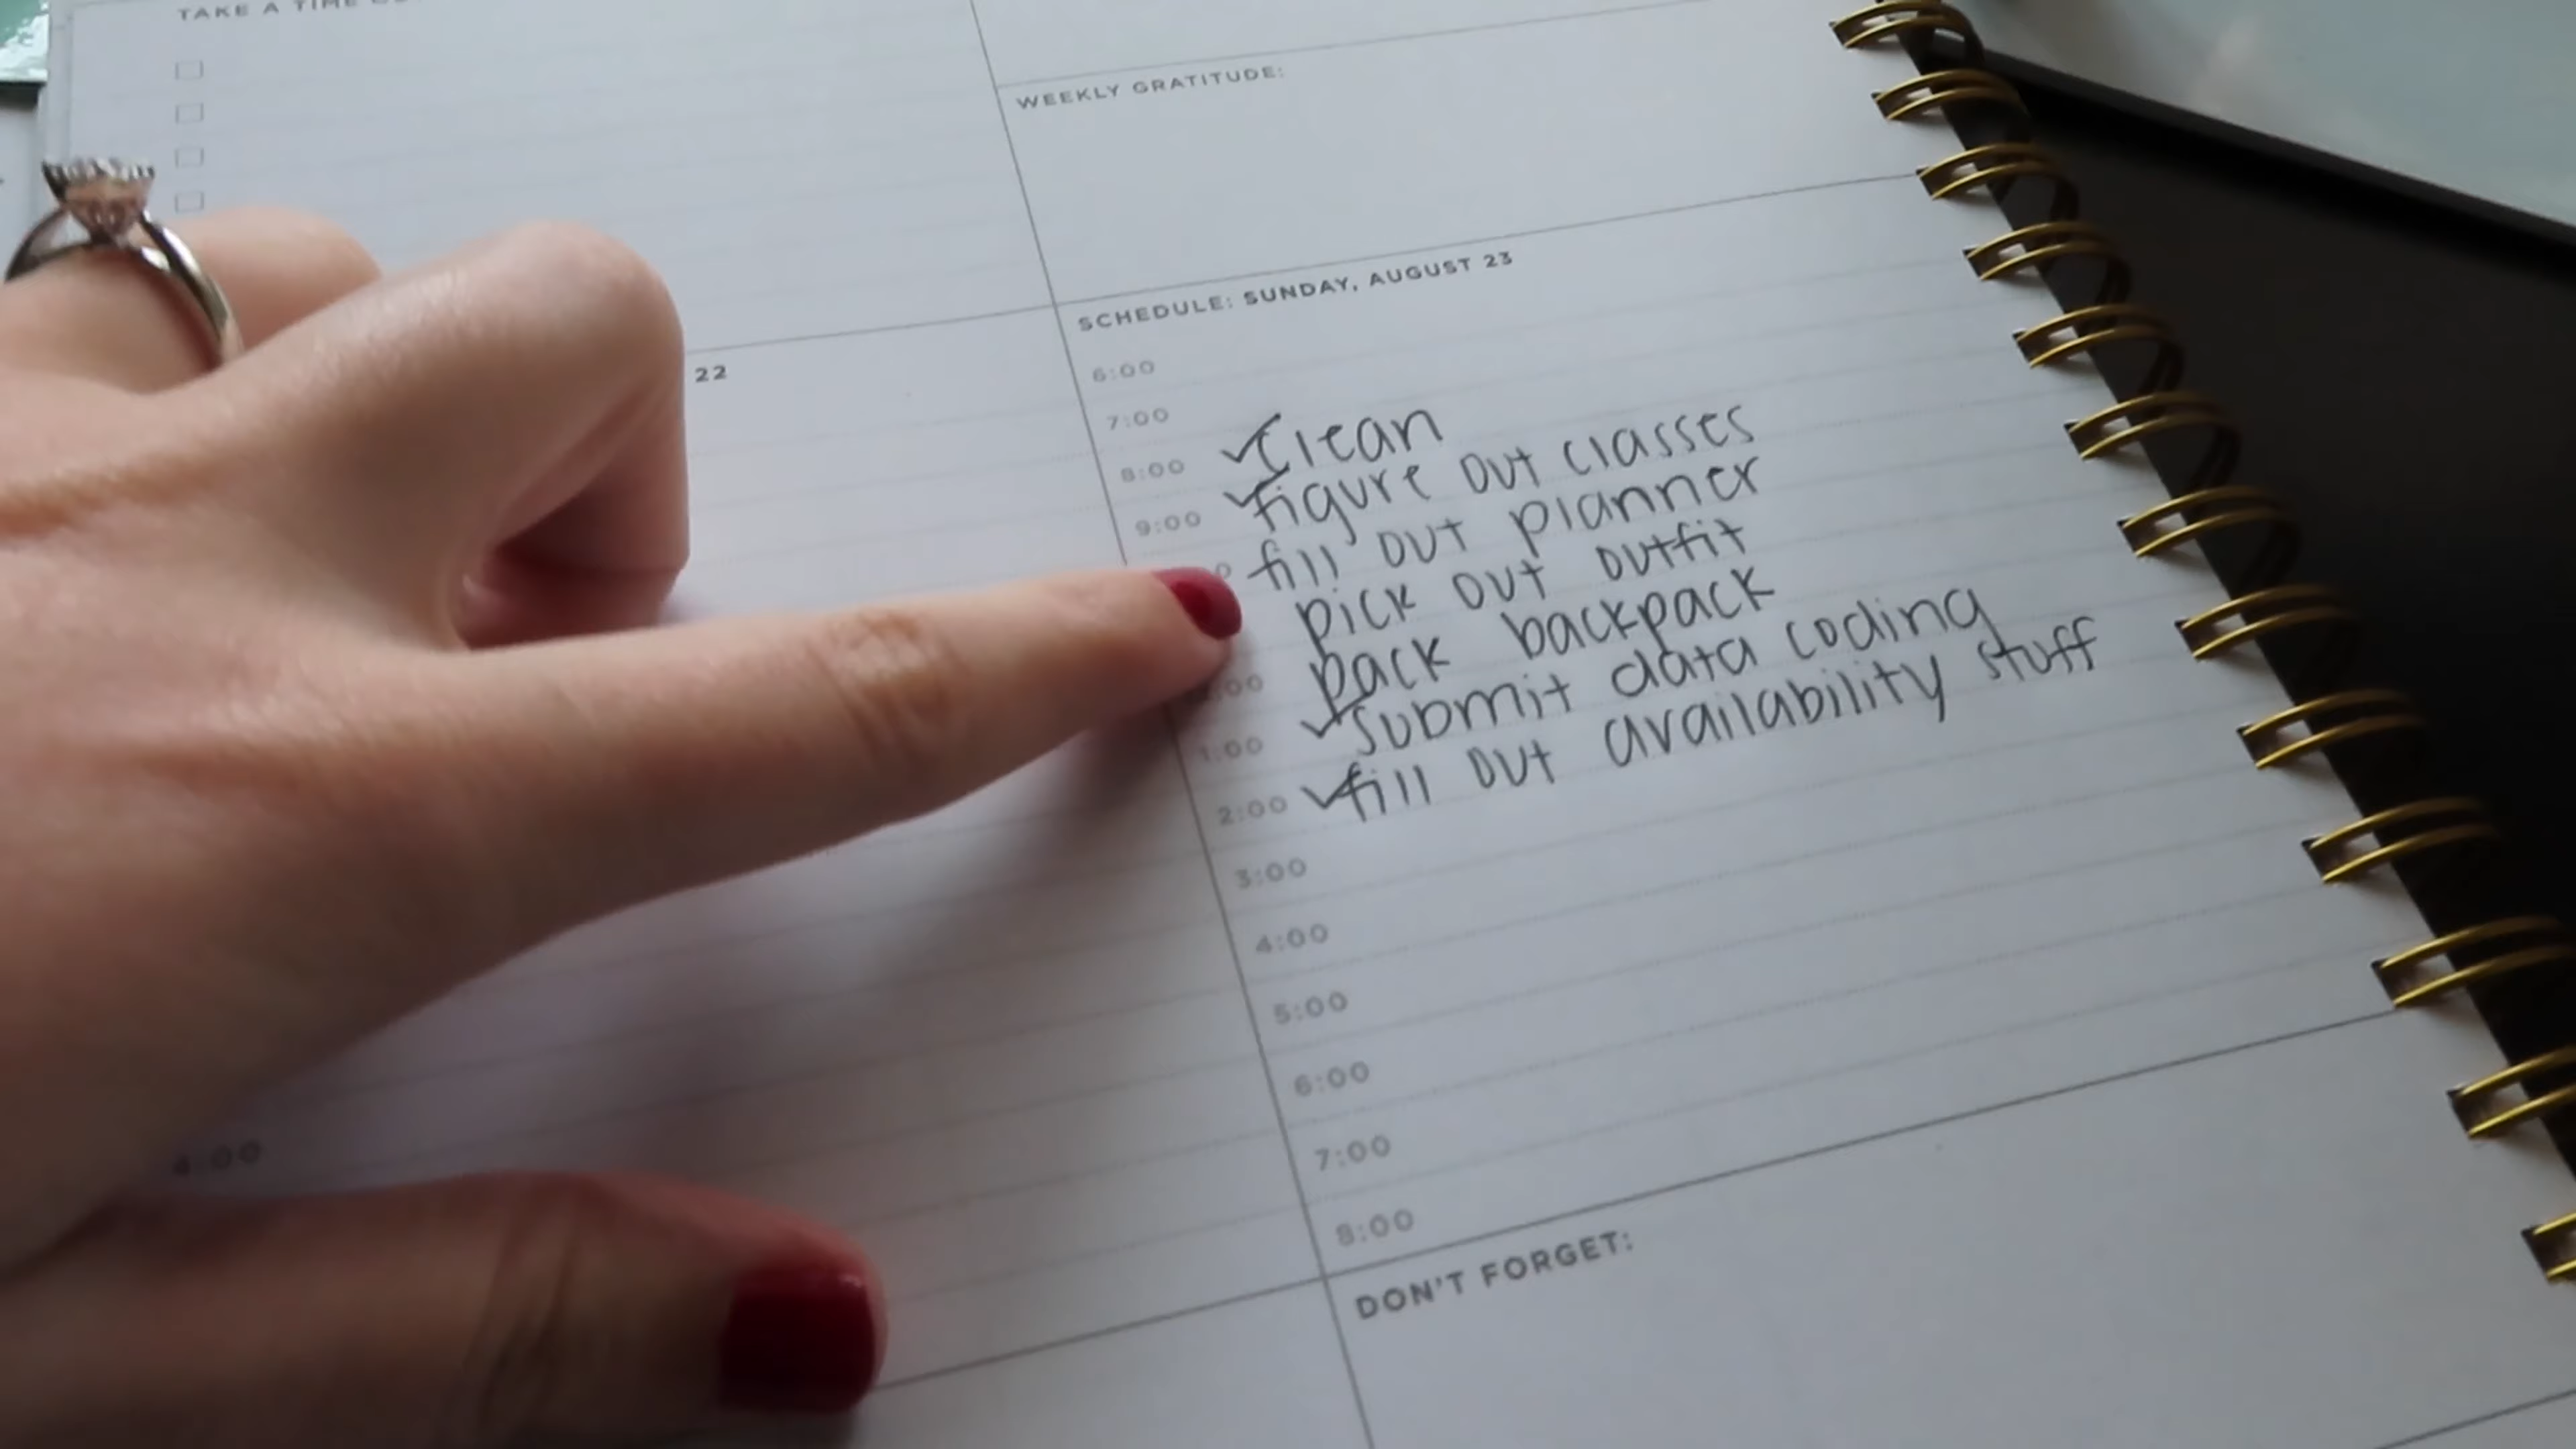 TAKE A TIME
WEEKLY GRATITUDE:
22
4:00
SCHEDULE: SUNDAY, AUGUST 23
6:00
7:00
8:00 ✓ Clean
9:00 ✓ figure out classes
fill out planner
pick out outfit
pack backpack
1:00 ✓ submit data coding
2:00 ✓ fill out availability stuff
3:00
4:00
5:00
6:00
7:00
8:00
DON'T FORGET: